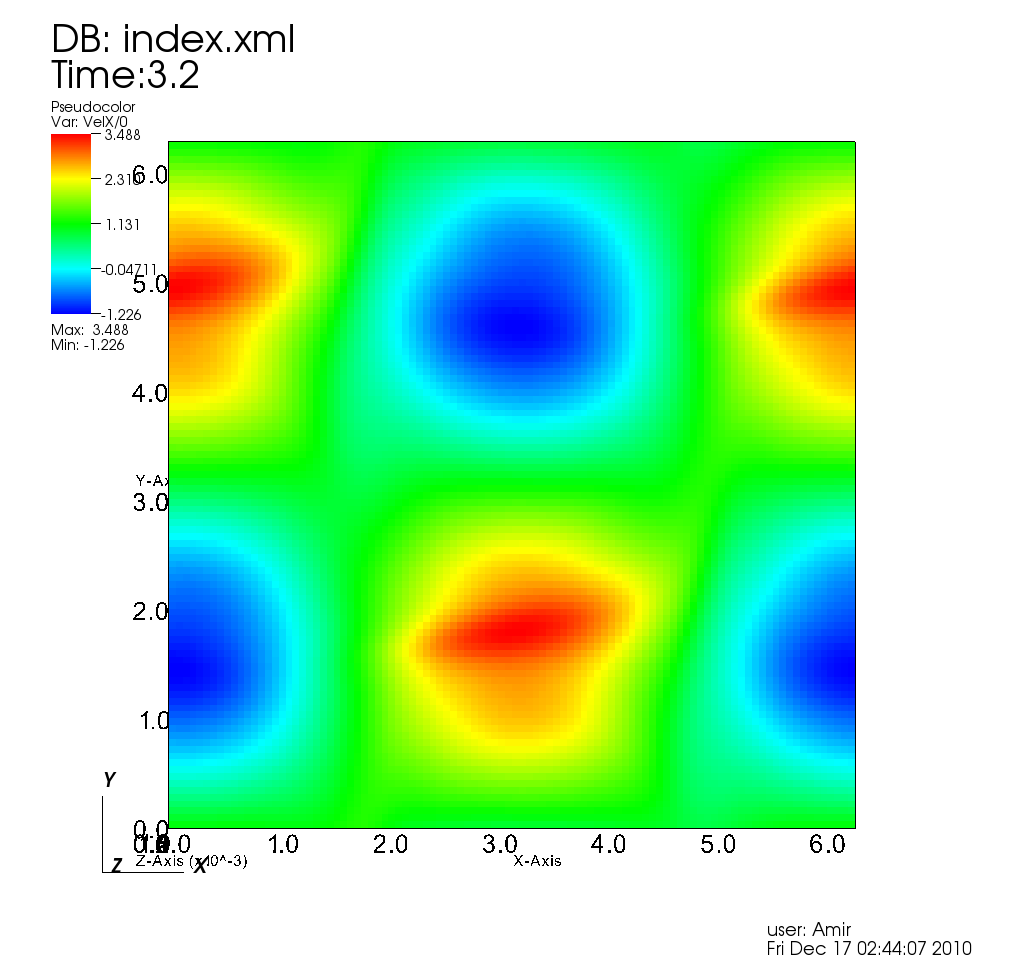 DB: index.xml
Time:3.2
Pseudocolor
Var: VelX/0
3.488
2.310
1.131
-0.04711
-1.226
Max: 3.488
Min: -1.226
6.0
5.0
4.0
Y-Ax
3.0
2.0
1.0
0.0
1.0
2.0
3.0
4.0
5.0
6.0
Z-Axis (x10^-3)
X-Axis
Y
Z
X
user: Amir
Fri Dec 17 02:44:07 2010